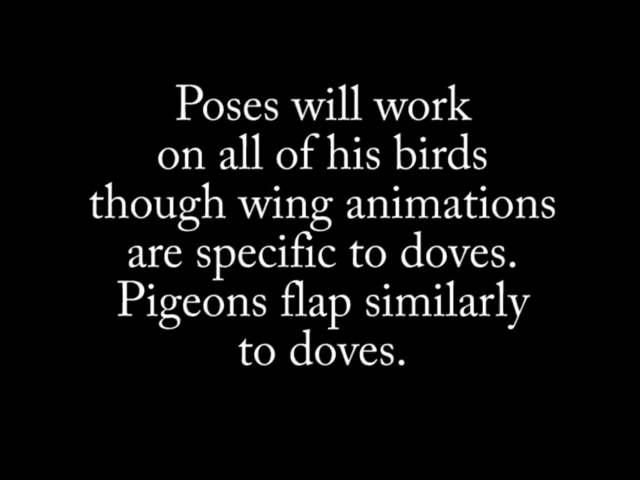 Poses will work
on all of his birds
though wing animations
are specific to doves.
Pigeons flap similarly
to doves.